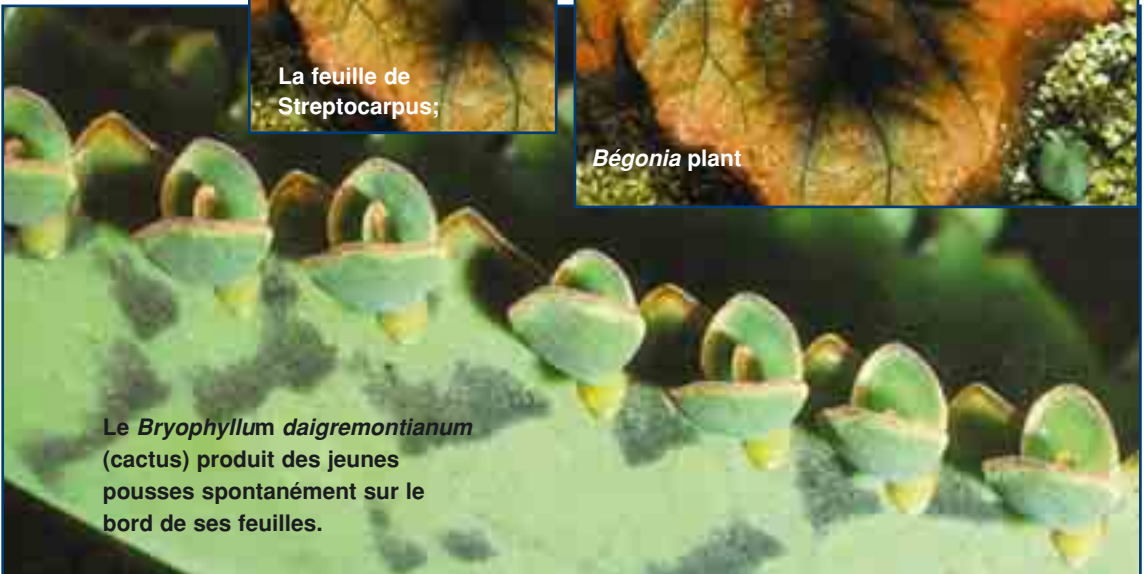 La feuille de
Streptocarpus;
Bégonia plant
Le Bryophyllum daigremontianum
(cactus) produit des jeunes
pousses spontanément sur le
bord de ses feuilles.